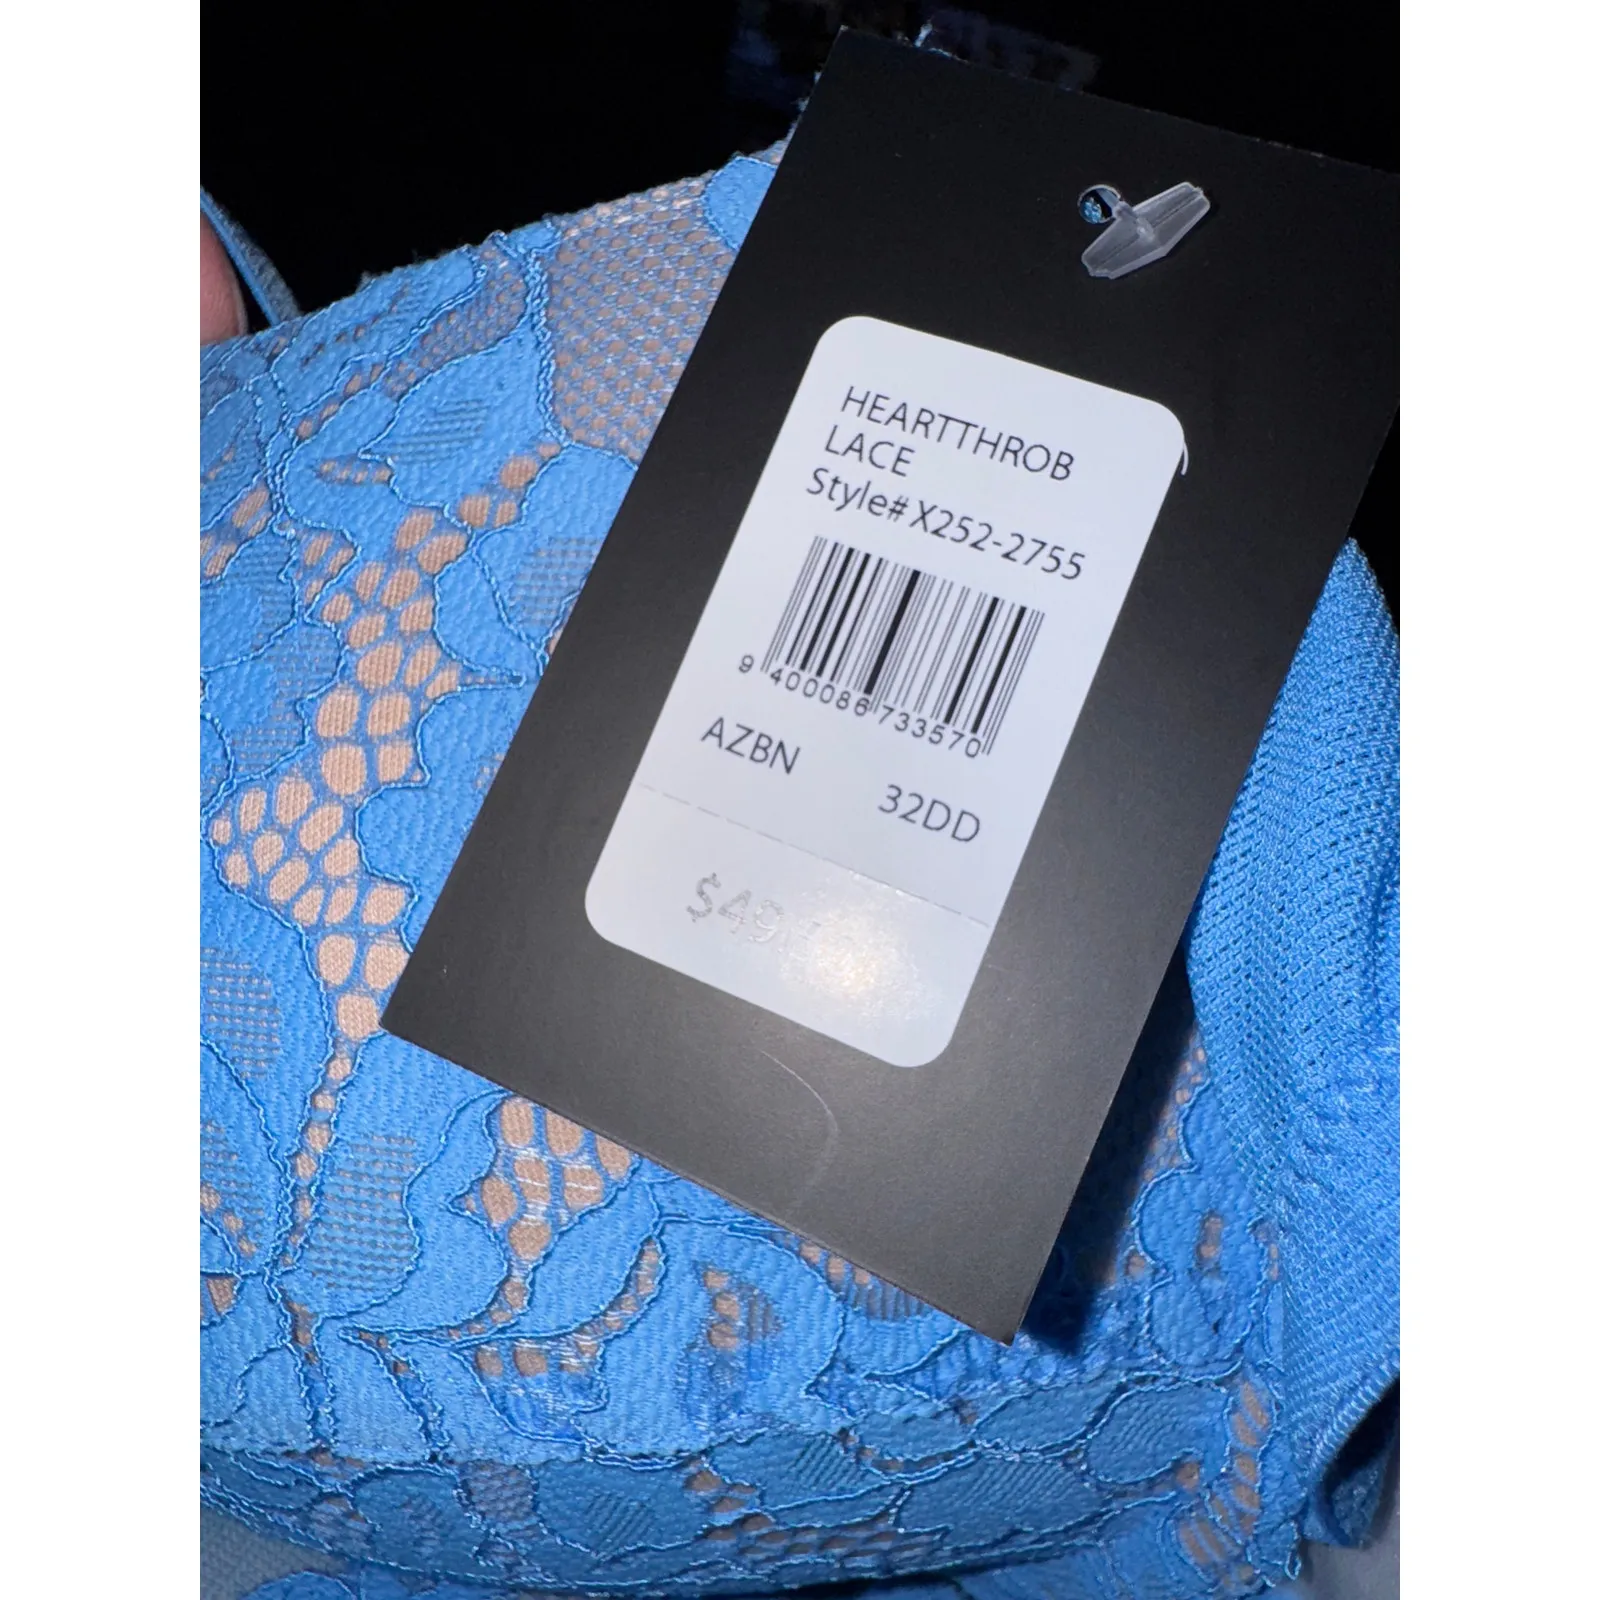 HEARTTHROB
LACE
Style# X252-2755
9 400086 733570
AZBN 32DD